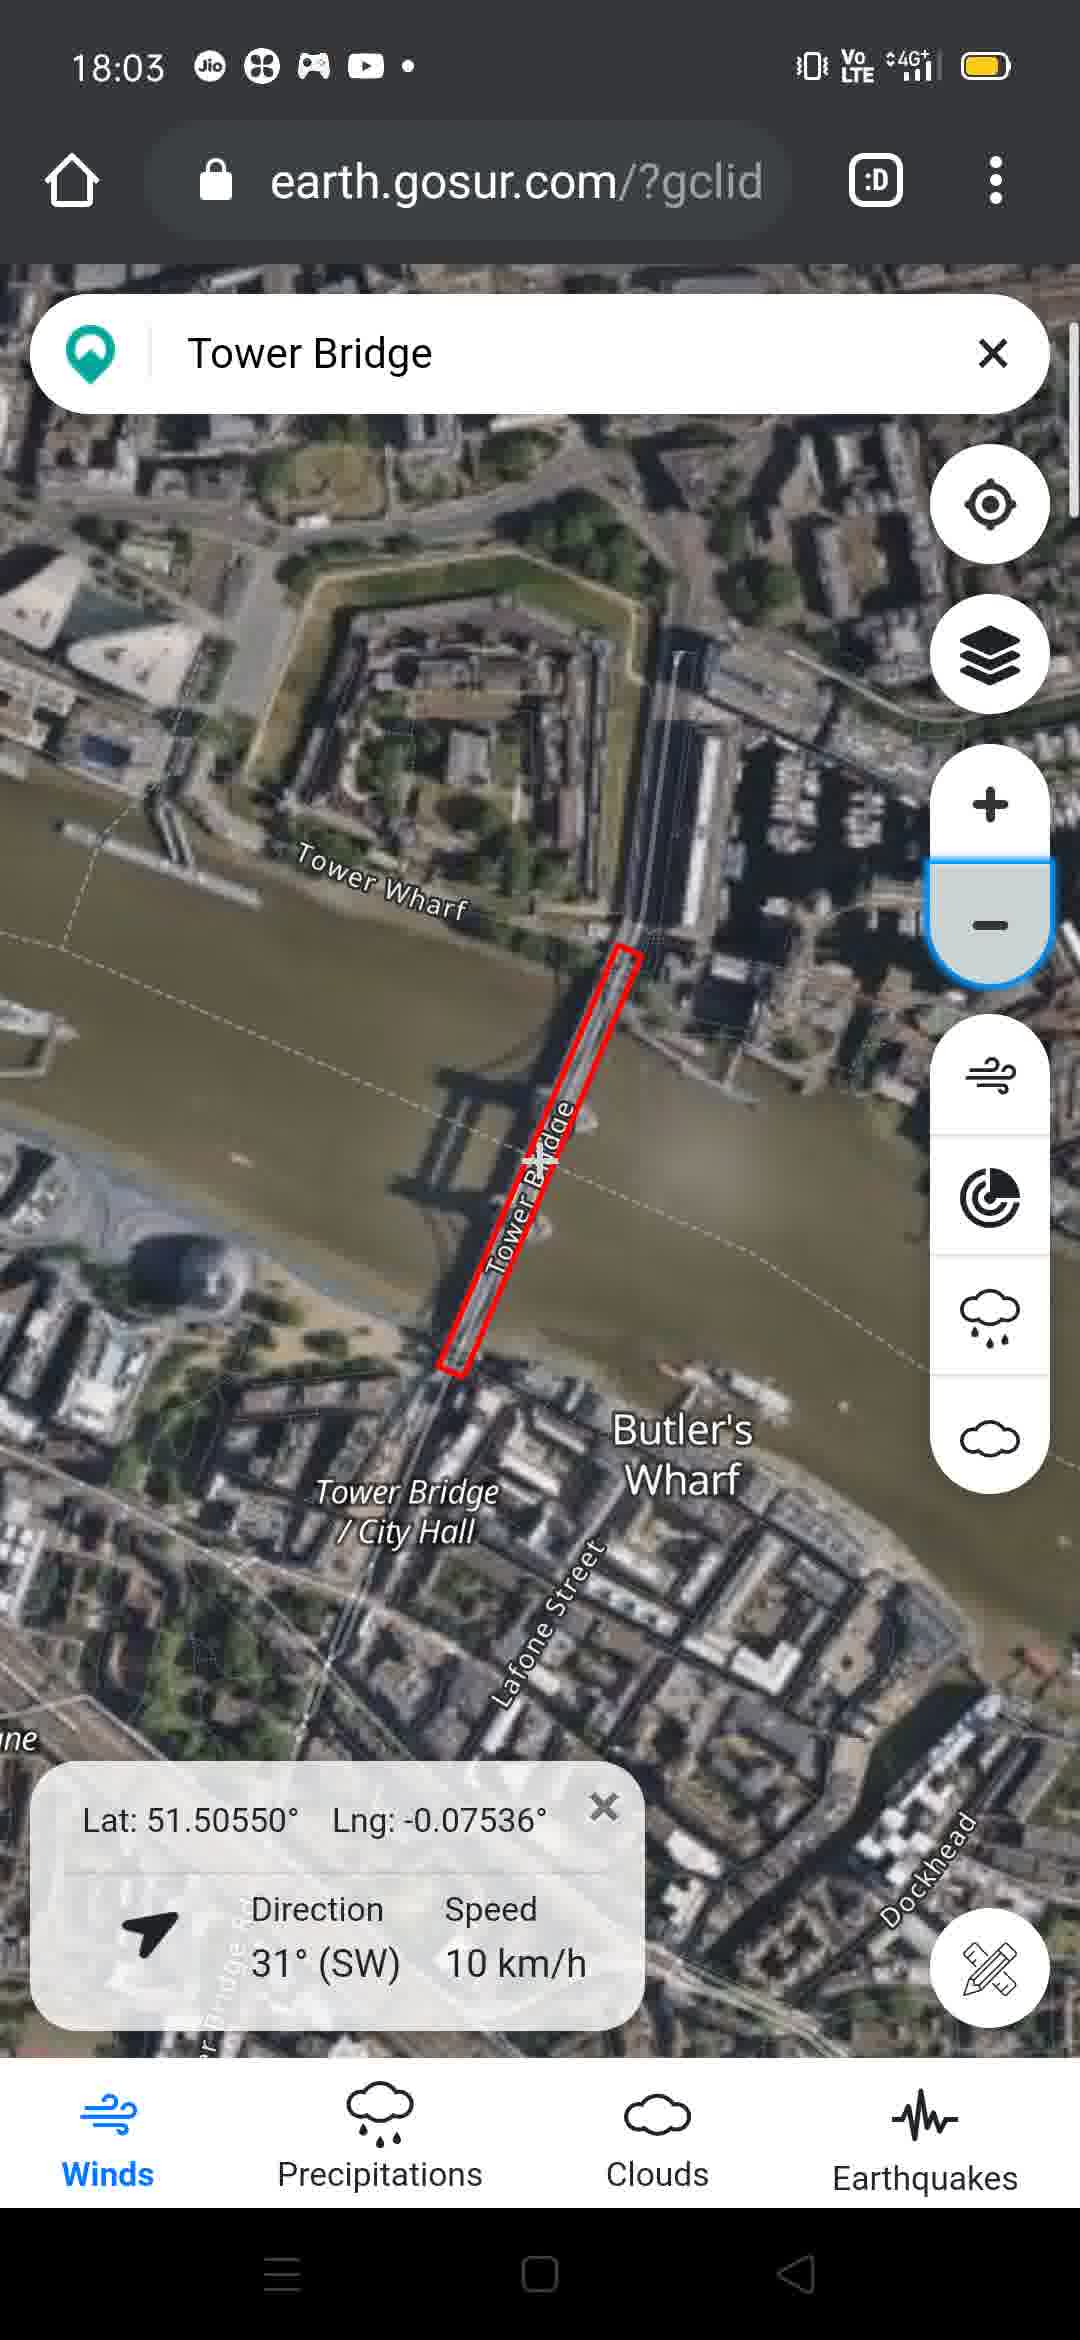 18:03
Jio
Vo
LTE
4G+
earth.gosur.com/?gclid
:D
Tower Bridge
Tower Wharf
Tower Bridge
Butler's
Wharf
Tower Bridge
/ City Hall
Lafone Street
Dockhead
Lat: 51.50550° Lng: -0.07536°
Direction
Speed
31° (SW)
10 km/h
Winds
Precipitations
Clouds
Earthquakes